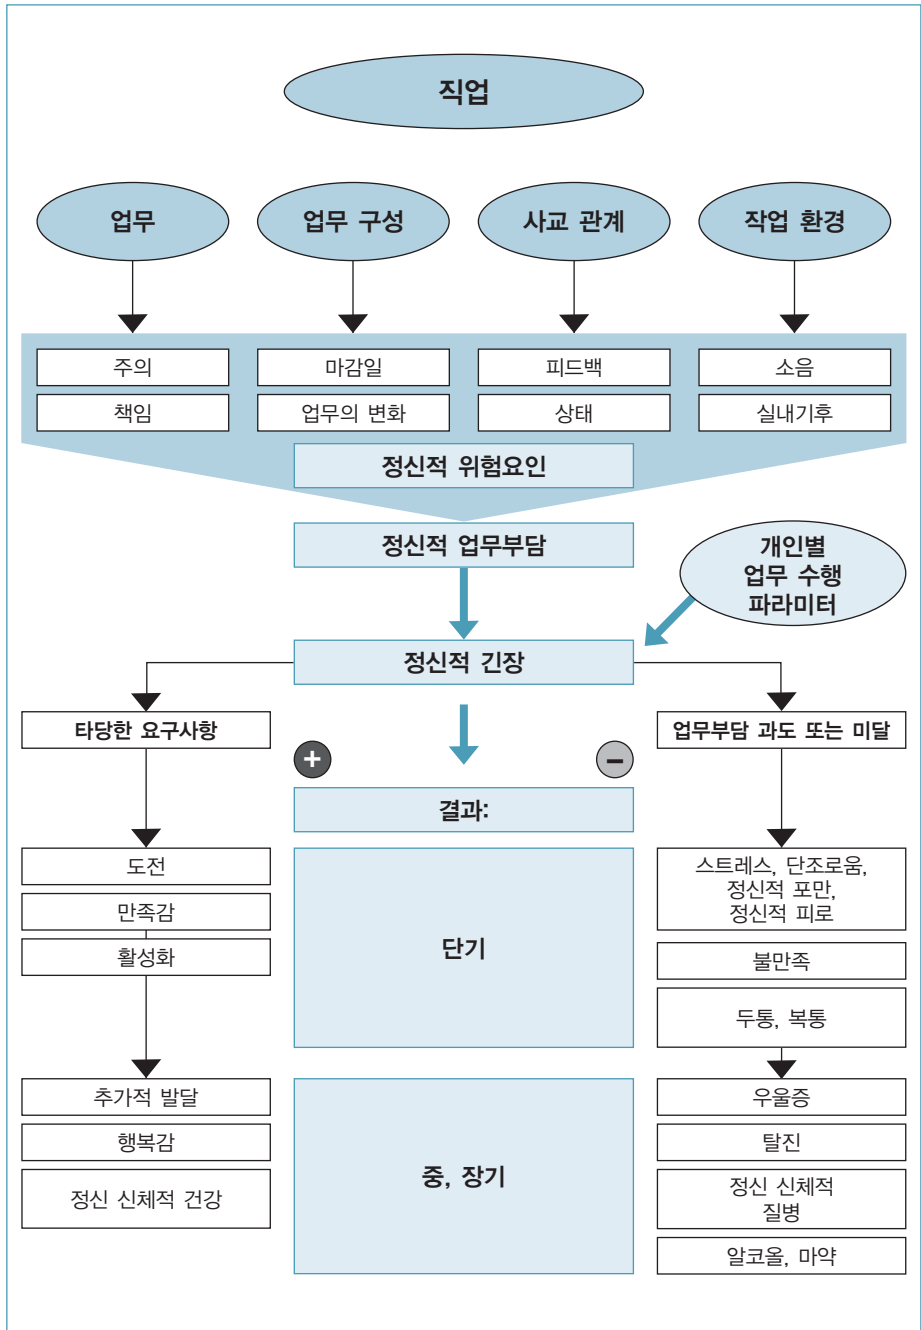 직업
업무
업무 구성
사교 관계
작업 환경
주의
마감일
피드백
소음
책임
업무의 변화
상태
실내기후
정신적 위험요인
정신적 업무부담
개인별
업무 수행
파라미터
정신적 긴장
타당한 요구사항
업무부담 과도 또는 미달
+
−
결과:
도전
만족감
활성화
단기
스트레스, 단조로움,
정신적 포만,
정신적 피로
불만족
두통, 복통
추가적 발달
행복감
정신 신체적 건강
중, 장기
우울증
탈진
정신 신체적
질병
알코올, 마약